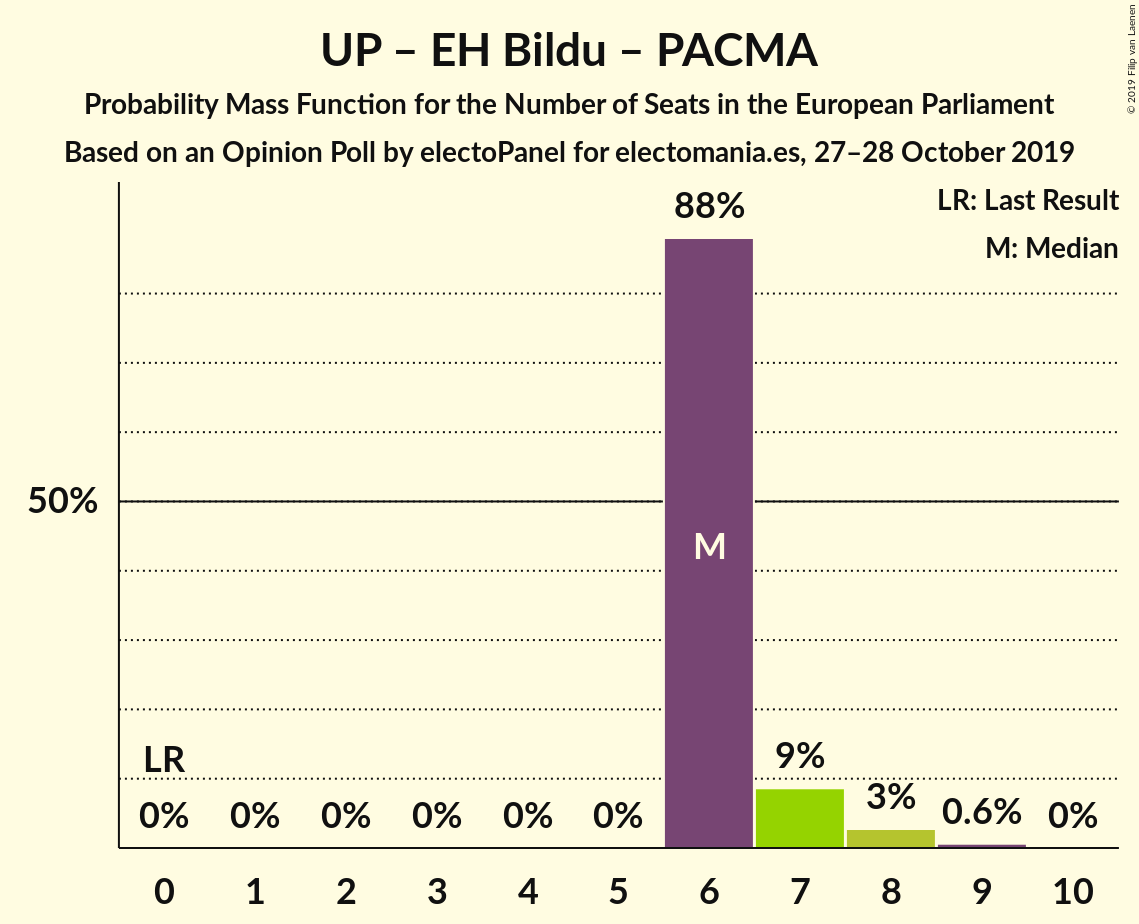 UP – EH Bildu – PACMA
Probability Mass Function for the Number of Seats in the European Parliament
Based on an Opinion Poll by electoPanel for electomania.es, 27–28 October 2019
© 2019 Filip van Laenen
LR: Last Result
M: Median
88%
50%
M
LR
9%
3%
0% 0% 0% 0% 0% 0% 0.6% 0%
0 1 2 3 4 5 6 7 8 9 10